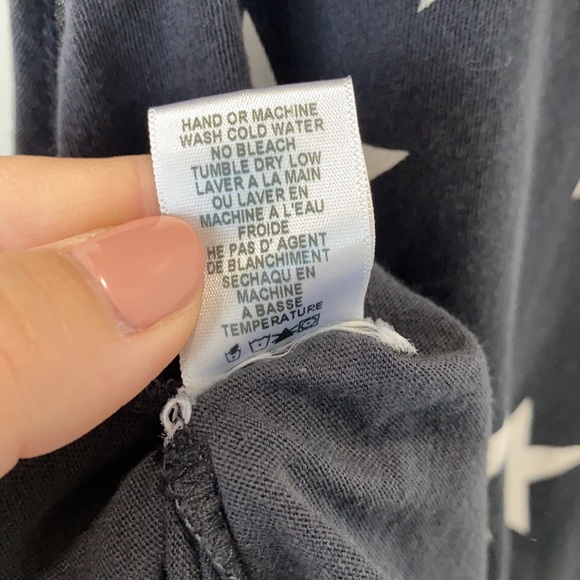 HAND OR MACHINE
WASH COLD WATER
NO BLEACH
TUMBLE DRY LOW
LAVER A LA MAIN
OU LAVER EN
MACHINE A L'EAU
FROIDE
HE PAS D' AGENT
DE BLANCHIMENT
SECHAQU EN
MACHINE
A BASSE
TEMPERATURE